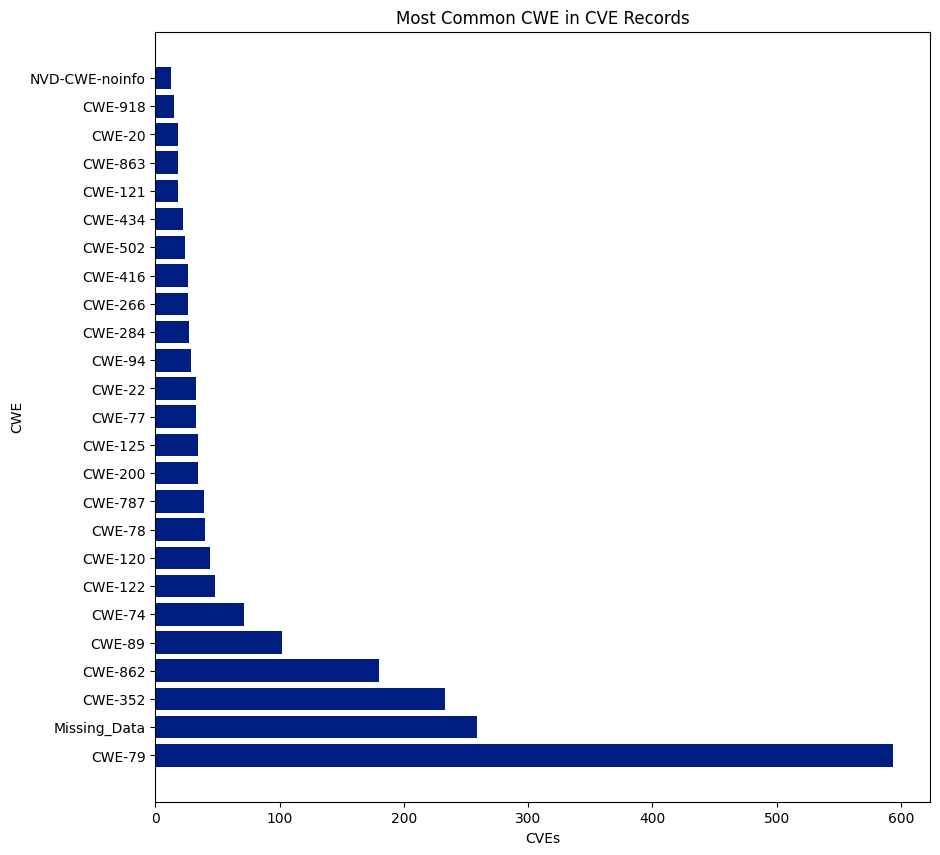 Most Common CWE in CVE Records
NVD-CWE-noinfo
CWE-918
CWE-20
CWE-863
CWE-121
CWE-434
CWE-502
CWE-416
CWE-266
CWE-284
CWE-94
CWE-22
CWE-77
CWE-125
CWE-200
CWE-787
CWE-78
CWE-120
CWE-122
CWE-74
CWE-89
CWE-862
CWE-352
Missing_Data
CWE-79
CWE
0 100 200 300 400 500 600
CVEs